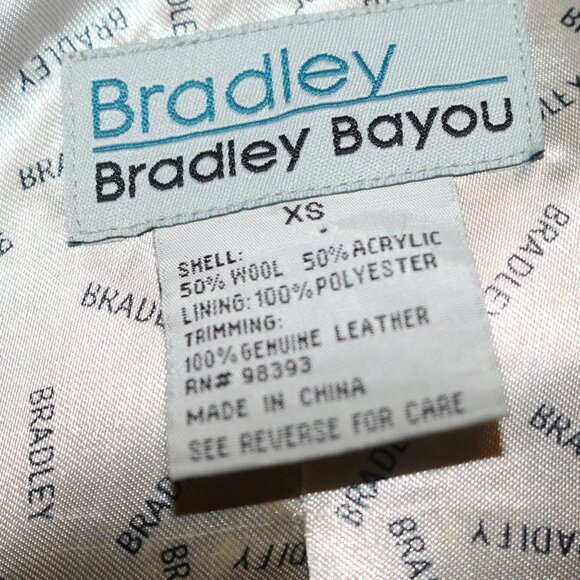 BRADLEY
BRADLEY
Bradley
Bradley Bayou
XS
SHELL:
50% WOOL 50% ACRYLIC
LINING: 100% POLYESTER
TRIMMING:
100% GENUINE LEATHER
RN# 98393
MADE IN CHINA
SEE REVERSE FOR CARE
BRADLEY
BRADLEY
BRADLEY